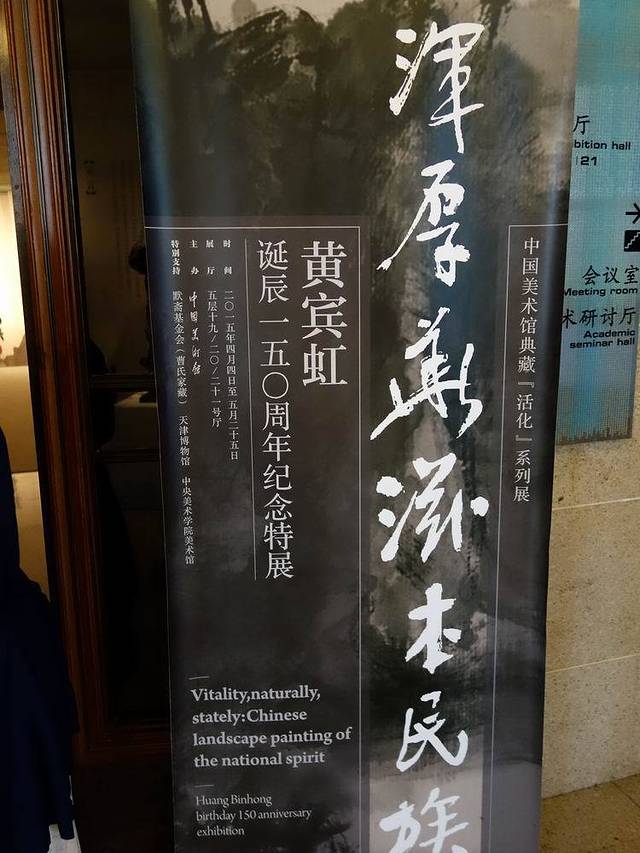 中国美术馆典藏『活化』系列展
渾厚華滋本民族
黄宾虹
诞辰一五〇周年纪念特展
时间 二〇一五年四月四日至五月二十五日
展厅 五层十九/二〇/二十一号厅
主办 中国美术馆
特别支持 默斋基金会（曹氏家藏） 天津博物馆 中央美术学院美术馆
Vitality,naturally,
stately:Chinese
landscape painting of
the national spirit
Huang Binhong
birthday 150 anniversary
exhibition
厅
bition hall
21
会议室
Meeting room
术研讨厅
Academic
seminar hall